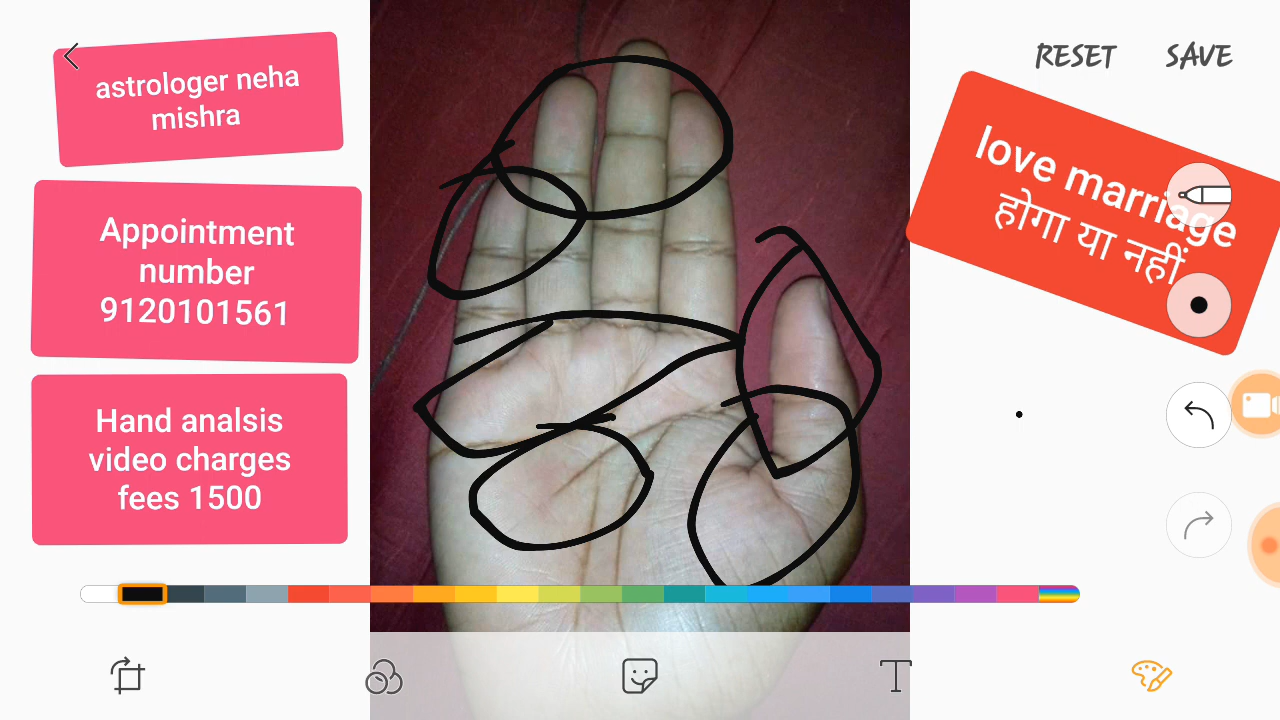 astrologer neha
mishra
Appointment
number
9120101561
Hand analsis
video charges
fees 1500
RESET SAVE
love marriage
होगा या नहीं
T